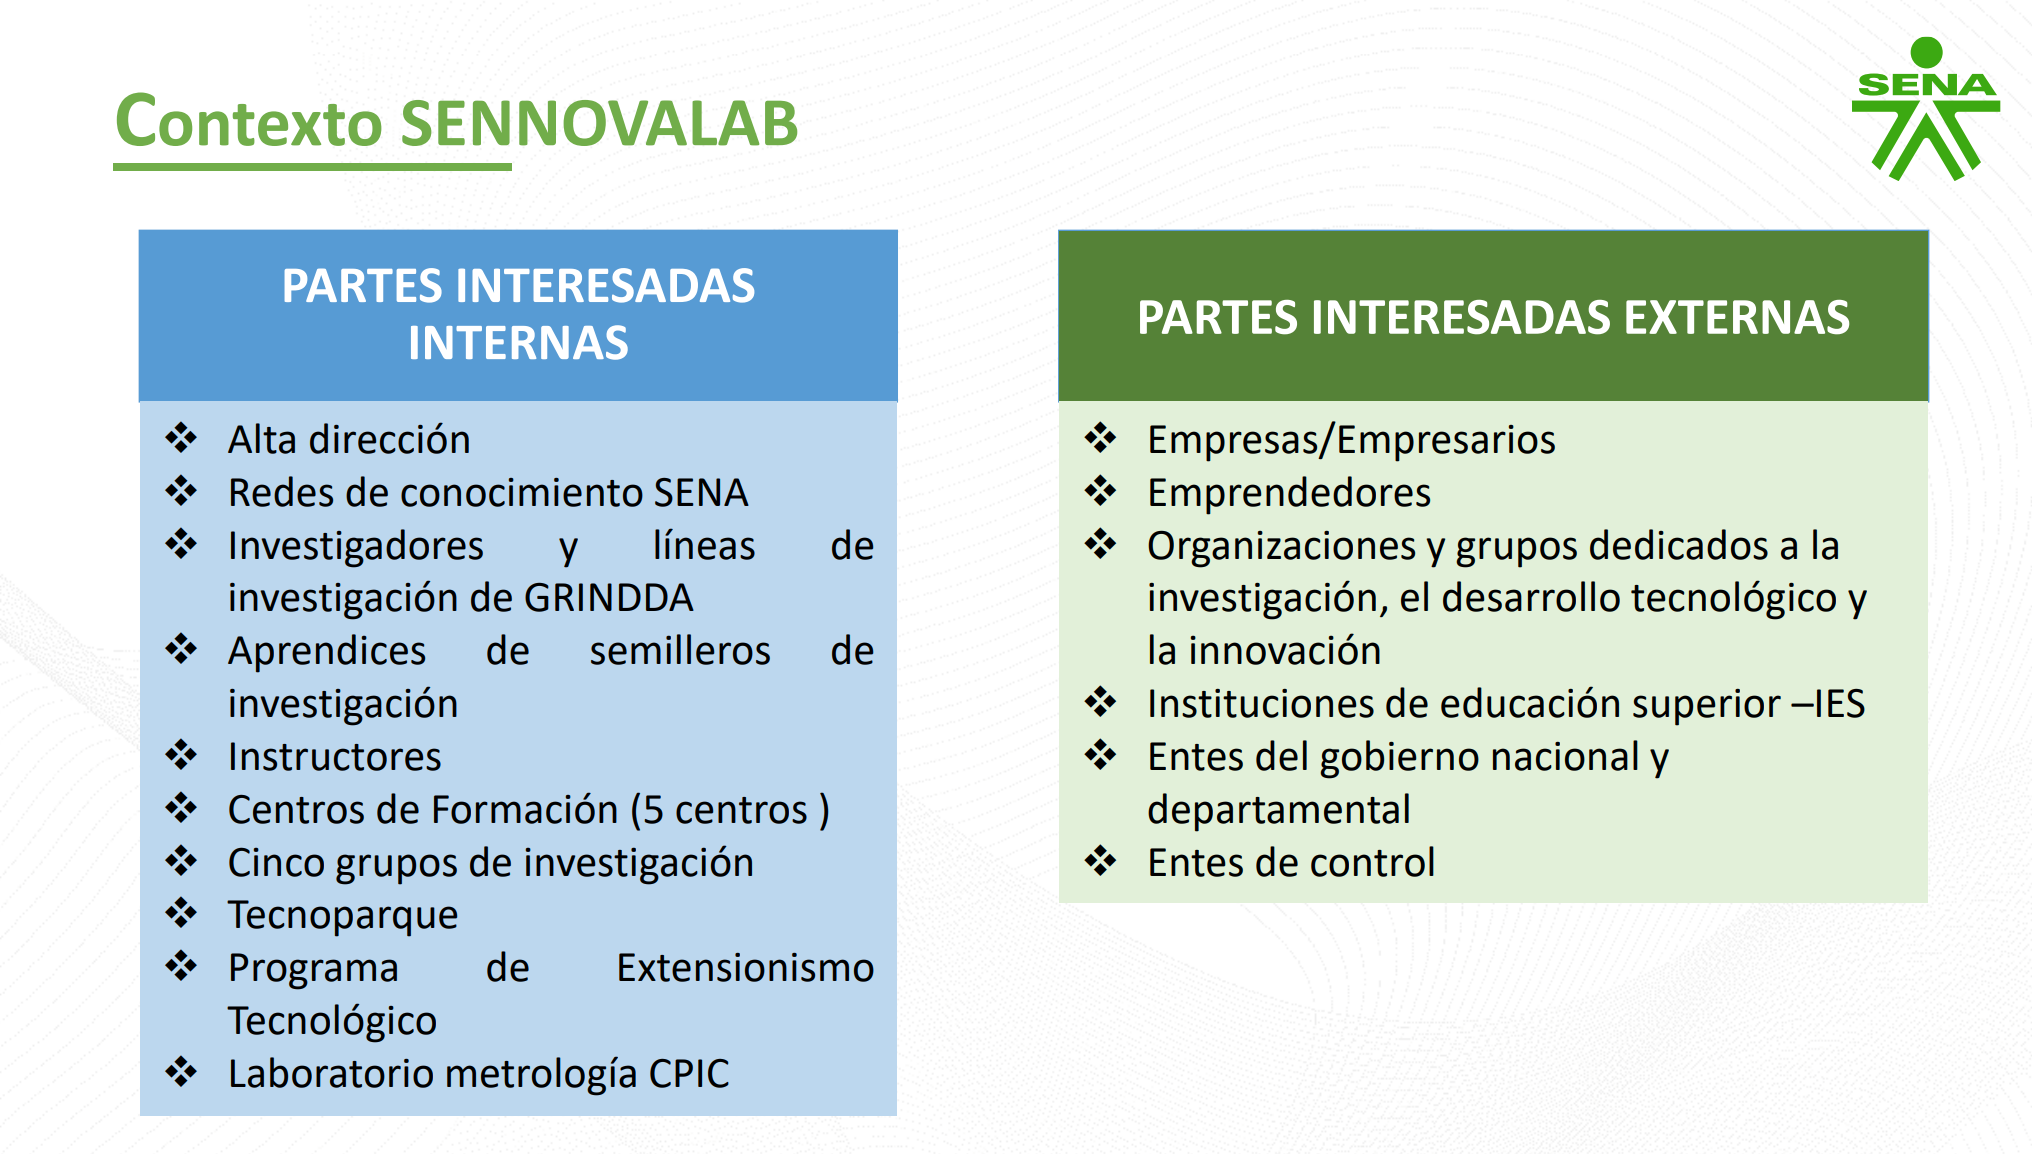 Contexto SENNOVALAB
SENA
PARTES INTERESADAS
INTERNAS
❖ Alta dirección
❖ Redes de conocimiento SENA
❖ Investigadores y líneas de
investigación de GRINDDA
❖ Aprendices de semilleros de
investigación
❖ Instructores
❖ Centros de Formación (5 centros )
❖ Cinco grupos de investigación
❖ Tecnoparque
❖ Programa de Extensionismo
Tecnológico
❖ Laboratorio metrología CPIC
PARTES INTERESADAS EXTERNAS
❖ Empresas/Empresarios
❖ Emprendedores
❖ Organizaciones y grupos dedicados a la
investigación, el desarrollo tecnológico y
la innovación
❖ Instituciones de educación superior –IES
❖ Entes del gobierno nacional y
departamental
❖ Entes de control